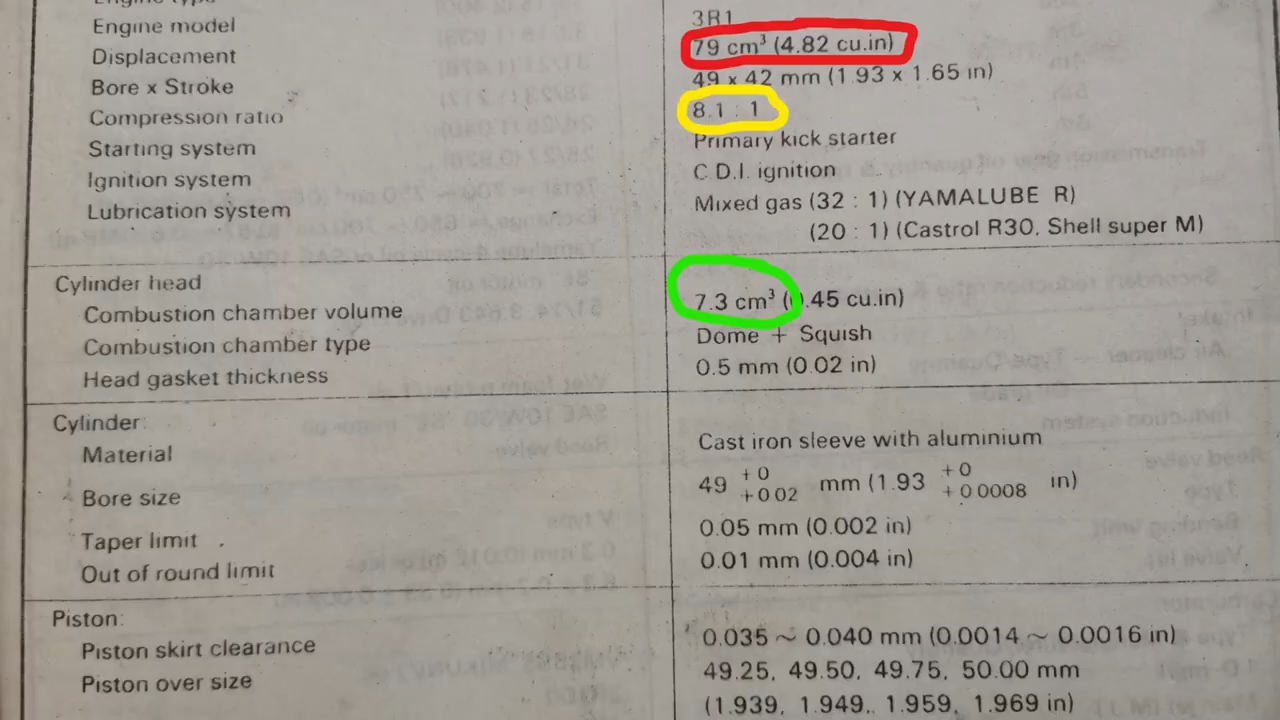 Engine model 3R1
Displacement 79 cm³ (4.82 cu.in)
Bore x Stroke 49 x 42 mm (1.93 x 1.65 in)
Compression ratio 8.1 : 1
Starting system Primary kick starter
Ignition system C.D.I. ignition
Lubrication system Mixed gas (32 : 1) (YAMALUBE R)
(20 : 1) (Castrol R30, Shell super M)
Cylinder head
Combustion chamber volume 7.3 cm³ (0.45 cu.in)
Combustion chamber type Dome + Squish
Head gasket thickness 0.5 mm (0.02 in)
Cylinder:
Material Cast iron sleeve with aluminium
Bore size 49 +0 +0 02 mm (1.93 +0 +0 0008 in)
Taper limit 0.05 mm (0.002 in)
Out of round limit 0.01 mm (0.004 in)
Piston:
Piston skirt clearance 0.035 ~ 0.040 mm (0.0014 ~ 0.0016 in)
Piston over size 49.25, 49.50, 49.75, 50.00 mm
(1.939, 1.949, 1.959, 1.969 in)